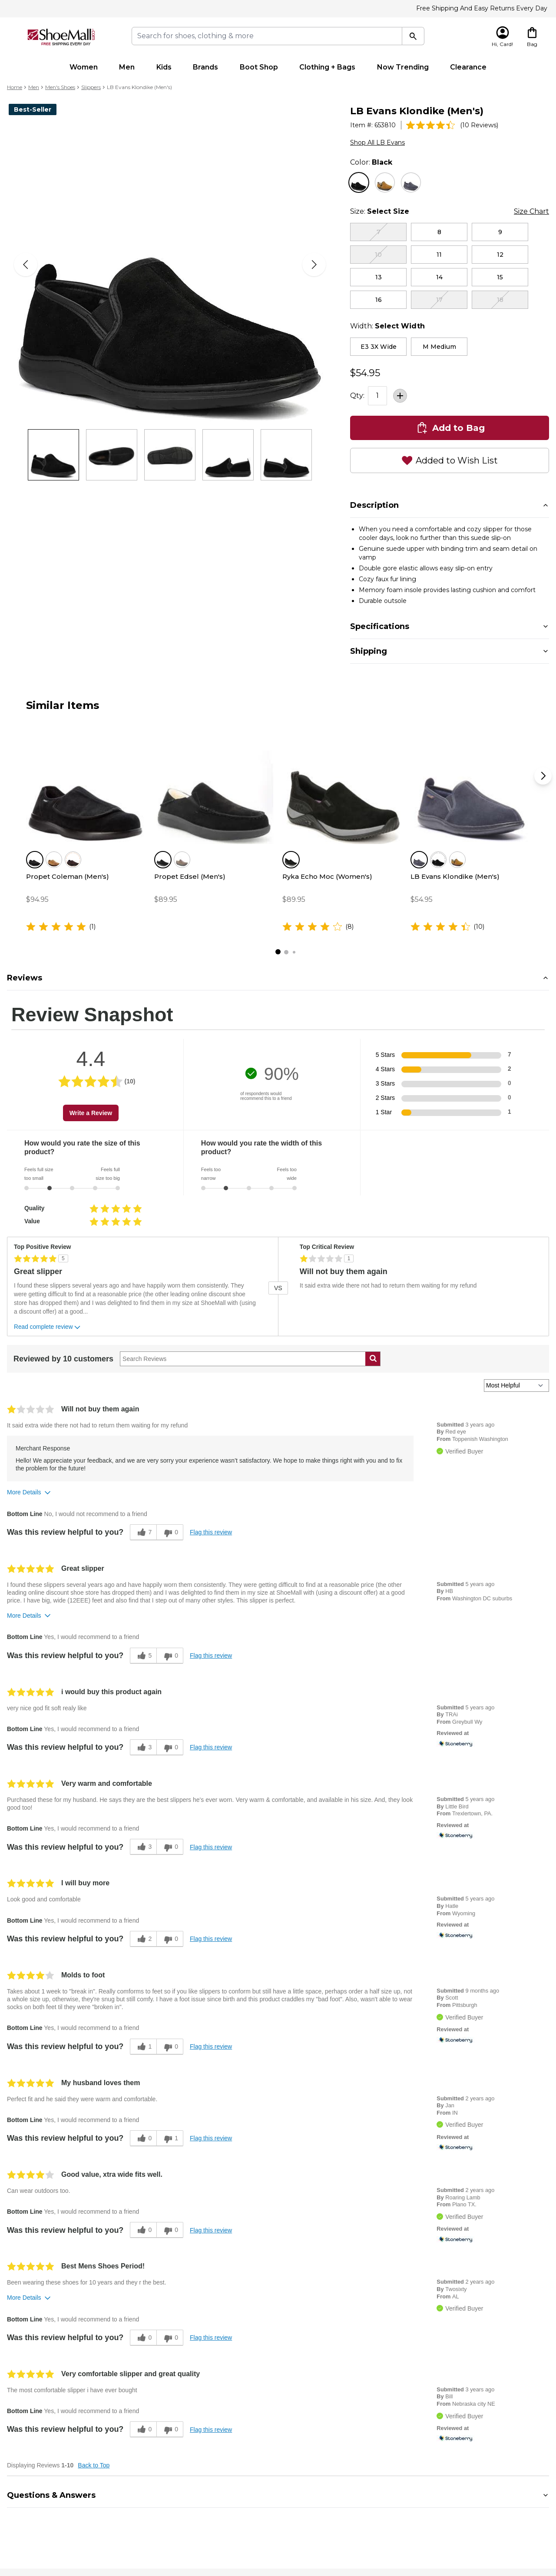 Free Shipping And Easy Returns Every Day
ShoeMall
FREE SHIPPING EVERY DAY
Search for shoes, clothing & more
Hi, Card!
Bag
Women
Men
Kids
Brands
Boot Shop
Clothing + Bags
Now Trending
Clearance
Home > Men > Men's Shoes > Slippers > LB Evans Klondike (Men's)
Best-Seller
LB Evans Klondike (Men's)
Item #: 653810
(10 Reviews)
Shop All LB Evans
Color: Black
Size: Select Size
Size Chart
7
8
9
10
11
12
13
14
15
16
17
18
Width: Select Width
E3 3X Wide
M Medium
$54.95
Qty:
1
Add to Bag
Added to Wish List
Description
When you need a comfortable and cozy slipper for those
cooler days, look no further than this suede slip-on
Genuine suede upper with binding trim and seam detail on
vamp
Double gore elastic allows easy slip-on entry
Cozy faux fur lining
Memory foam insole provides lasting cushion and comfort
Durable outsole
Specifications
Shipping
Similar Items
Propet Coleman (Men's)
$94.95
(1)
Propet Edsel (Men's)
$89.95
Ryka Echo Moc (Women's)
$89.95
(8)
LB Evans Klondike (Men's)
$54.95
(10)
Reviews
Review Snapshot
4.4
(10)
Write a Review
90%
of respondents would
recommend this to a friend
5 Stars
7
4 Stars
2
3 Stars
0
2 Stars
0
1 Star
1
How would you rate the size of this
product?
Feels full size
too small
Feels full
size too big
How would you rate the width of this
product?
Feels too
narrow
Feels too
wide
Quality
Value
Top Positive Review
5
Great slipper
I found these slippers several years ago and have happily worn them consistently. They
were getting difficult to find at a reasonable price (the other leading online discount shoe
store has dropped them) and I was delighted to find them in my size at ShoeMall with (using
a discount offer) at a good...
Read complete review
VS
Top Critical Review
1
Will not buy them again
It said extra wide there not had to return them waiting for my refund
Reviewed by 10 customers
Search Reviews
Most Helpful
Will not buy them again
It said extra wide there not had to return them waiting for my refund
Merchant Response
Hello! We appreciate your feedback, and we are very sorry your experience wasn't satisfactory. We hope to make things right with you and to fix
the problem for the future!
More Details
Submitted 3 years ago
By Red eye
From Toppenish Washington
Verified Buyer
Bottom Line No, I would not recommend to a friend
Was this review helpful to you?
7
0
Flag this review
Great slipper
I found these slippers several years ago and have happily worn them consistently. They were getting difficult to find at a reasonable price (the other
leading online discount shoe store has dropped them) and I was delighted to find them in my size at ShoeMall with (using a discount offer) at a good
price. I have big, wide (12EEE) feet and also find that I step out of many other styles. This slipper is perfect.
More Details
Submitted 5 years ago
By HB
From Washington DC suburbs
Bottom Line Yes, I would recommend to a friend
Was this review helpful to you?
5
0
Flag this review
i would buy this product again
very nice god fit soft realy like
Submitted 5 years ago
By TRAI
From Greybull Wy
Reviewed at
Stoneberry
Bottom Line Yes, I would recommend to a friend
Was this review helpful to you?
3
0
Flag this review
Very warm and comfortable
Purchased these for my husband. He says they are the best slippers he's ever worn. Very warm & comfortable, and available in his size. And, they look
good too!
Submitted 5 years ago
By Little Bird
From Trexlertown, PA.
Reviewed at
Stoneberry
Bottom Line Yes, I would recommend to a friend
Was this review helpful to you?
3
0
Flag this review
I will buy more
Look good and comfortable
Submitted 5 years ago
By Hatle
From Wyoming
Reviewed at
Stoneberry
Bottom Line Yes, I would recommend to a friend
Was this review helpful to you?
2
0
Flag this review
Molds to foot
Takes about 1 week to "break in". Really comforms to feet so if you like slippers to conform but still have a little space, perhaps order a half size up, not
a whole size up, otherwise, they're snug but still comfy. I have a foot issue since birth and this product craddles my "bad foot". Also, wasn't able to wear
socks on both feet til they were "broken in".
Submitted 9 months ago
By Scott
From Pittsburgh
Verified Buyer
Reviewed at
Stoneberry
Bottom Line Yes, I would recommend to a friend
Was this review helpful to you?
1
0
Flag this review
My husband loves them
Perfect fit and he said they were warm and comfortable.
Submitted 2 years ago
By Jan
From IN
Verified Buyer
Reviewed at
Stoneberry
Bottom Line Yes, I would recommend to a friend
Was this review helpful to you?
0
1
Flag this review
Good value, xtra wide fits well.
Can wear outdoors too.
Submitted 2 years ago
By Roaring Lamb
From Plano TX.
Verified Buyer
Reviewed at
Stoneberry
Bottom Line Yes, I would recommend to a friend
Was this review helpful to you?
0
0
Flag this review
Best Mens Shoes Period!
Been wearing these shoes for 10 years and they r the best.
More Details
Submitted 2 years ago
By Twosixty
From AL
Verified Buyer
Bottom Line Yes, I would recommend to a friend
Was this review helpful to you?
0
0
Flag this review
Very comfortable slipper and great quality
The most comfortable slipper i have ever bought
Submitted 3 years ago
By Bill
From Nebraska city NE
Verified Buyer
Reviewed at
Stoneberry
Bottom Line Yes, I would recommend to a friend
Was this review helpful to you?
0
0
Flag this review
Displaying Reviews 1-10
Back to Top
Questions & Answers